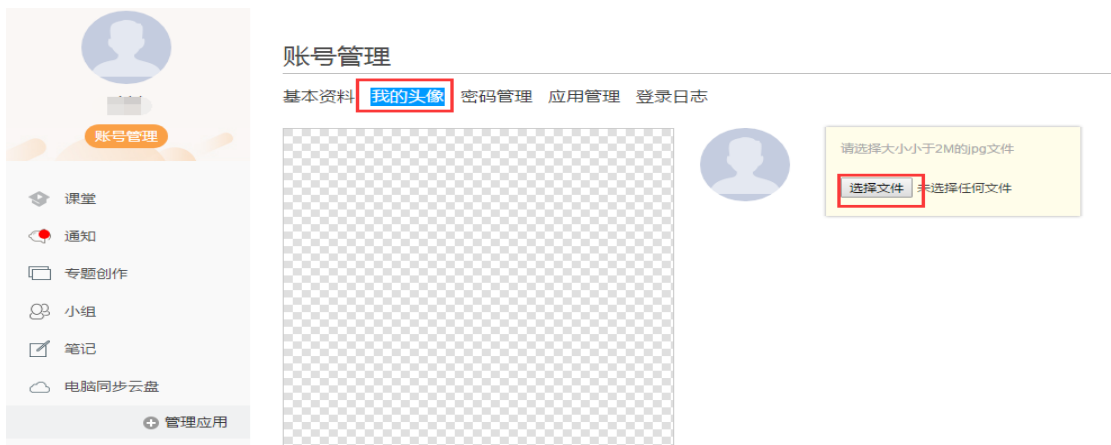 账号管理
课堂
通知
专题创作
小组
笔记
电脑同步云盘
管理应用
账号管理
基本资料 我的头像 密码管理 应用管理 登录日志
请选择大小小于2M的jpg文件
选择文件 未选择任何文件